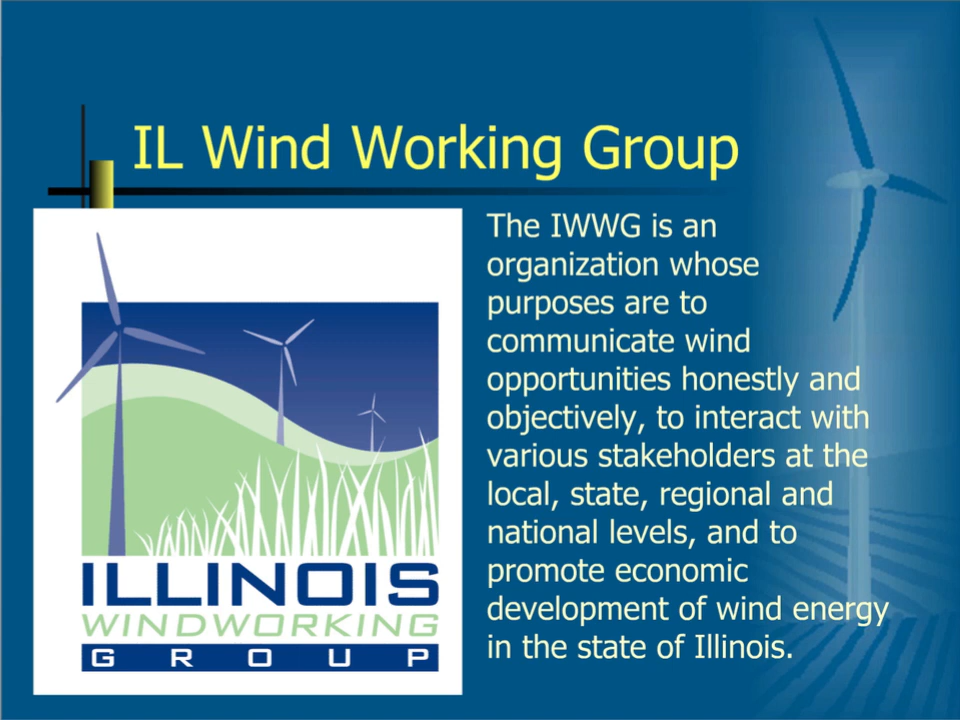 IL Wind Working Group
The IWWG is an
organization whose
purposes are to
communicate wind
opportunities honestly and
objectively, to interact with
various stakeholders at the
local, state, regional and
national levels, and to
promote economic
development of wind energy
in the state of Illinois.
ILLINOIS
WINDWORKING
GROUP